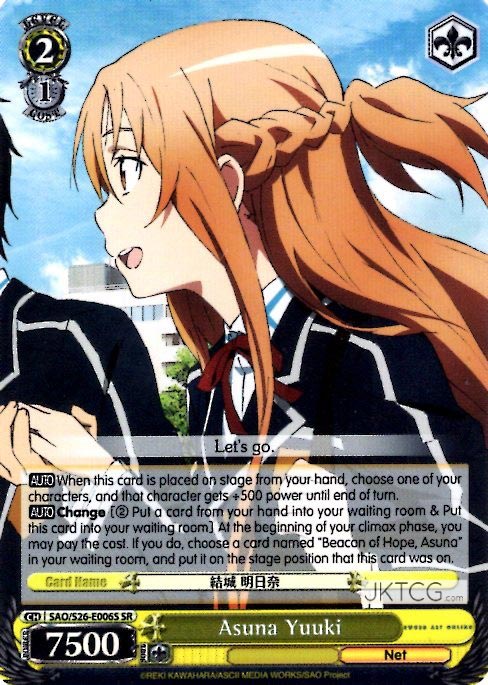 LEVEL
2
1
COST
Let's go.
AUTO When this card is placed on stage from your hand, choose one of your
characters, and that character gets +500 power until end of turn.
AUTO Change [② Put a card from your hand into your waiting room & Put
this card into your waiting room] At the beginning of your climax phase, you
may pay the cost. If you do, choose a card named "Beacon of Hope, Asuna"
in your waiting room, and put it on the stage position that this card was on.
Card Name
結城 明日奈
JKTCG.com
CH SAO/S26-E006S SR
SWORD ART ONLINE
7500
Asuna Yuuki
Net
©REKI KAWAHARA/ASCII MEDIA WORKS/SAO Project